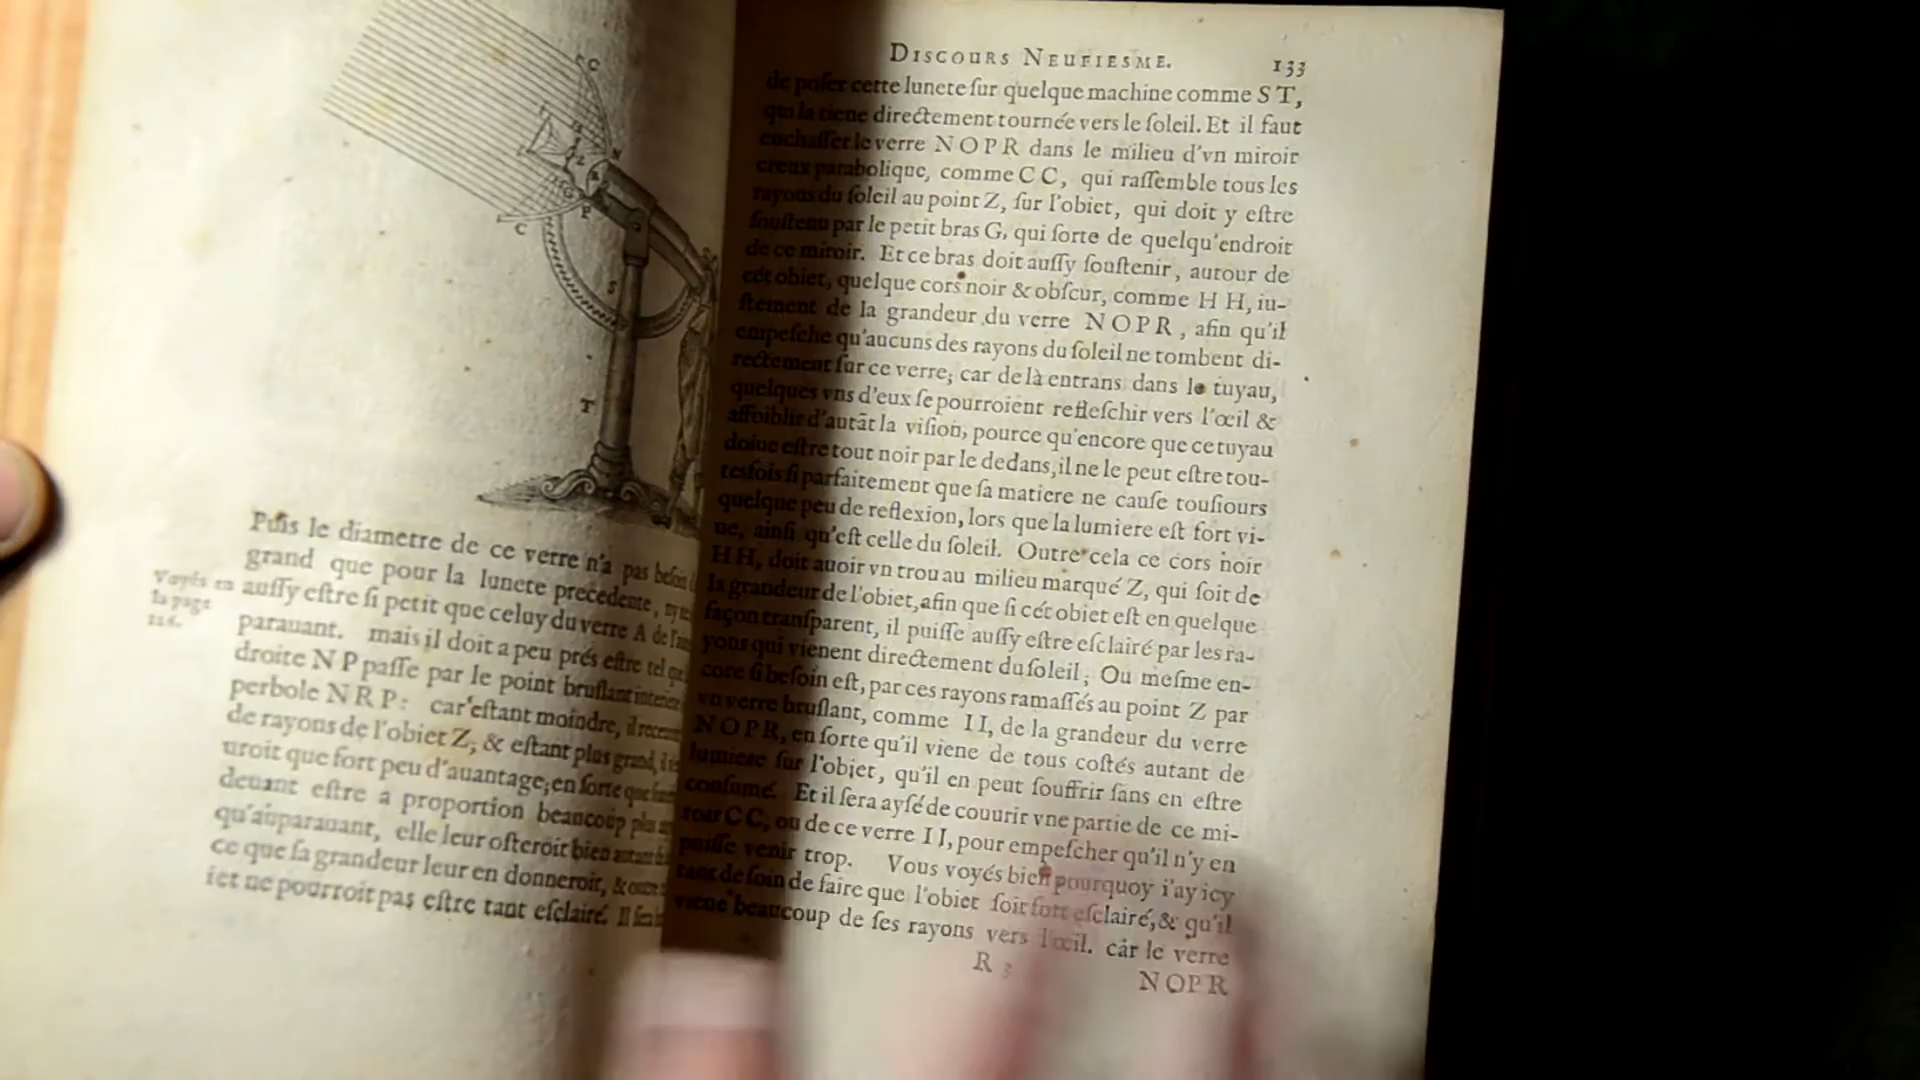 C
N
P
C
S
T
Puis le diametre de ce verre n'a pas besoin
grand que pour la lunete precedente, ny
aussy estre si petit que celuy du verre A de
parauant. mais il doit a peu prés estre tel
droite N P passe par le point bruslant
perbole N R P: car estant moindre, il
de rayons de l'obiet Z; & estant plus grand, il
uroit que fort peu d'auantage; en sorte que
deuant estre a proportion beaucoup plus
qu'auparauant, elle leur osteroit bien autant
ce que sa grandeur leur en donneroit, &
iet ne pourroit pas estre tant esclairé. Il
Voyés en
la page
DISCOURS NEUFIESME. 133
de poser cette lunete sur quelque machine comme S T,
qui la tiene directement tournée vers le soleil. Et il faut
enchasser le verre N O P R dans le milieu d'vn miroir
creux parabolique, comme C C, qui rassemble tous les
rayons du soleil au point Z, sur l'obiet, qui doit y estre
soustenu par le petit bras G, qui sorte de quelqu'endroit
de ce miroir. Et ce bras doit aussy soustenir, autour de
cét obiet, quelque cors noir & obscur, comme H H, iu-
stement de la grandeur du verre N O P R, afin qu'il
empesche qu'aucuns des rayons du soleil ne tombent di-
rectement sur ce verre; car de là entrans dans le tuyau,
quelques vns d'eux se pourroient reflefchir vers l'œil &
affoiblir d'autãt la vision, pource qu'encore que ce tuyau
doiue estre tout noir par le dedans, il ne le peut estre tou-
tesfois si parfaitement que sa matiere ne cause tousiours
quelque peu de reflexion, lors que la lumiere est fort vi-
ue, ainsi qu'est celle du soleil. Outre cela ce cors noir
H H, doit auoir vn trou au milieu marqué Z, qui soit de
la grandeur de l'obiet, afin que si cét obiet est en quelque
façon transparent, il puisse aussy estre esclairé par les ra-
yons qui vienent directement du soleil; Ou mesme en-
core si besoin est, par ces rayons ramassés au point Z par
vn verre bruslant, comme I I, de la grandeur du verre
N O P R, en sorte qu'il viene de tous costés autant de
lumiere sur l'obiet, qu'il en peut souffrir sans en estre
consumé. Et il sera aysé de couurir vne partie de ce mi-
roir C C, ou de ce verre I I, pour empescher qu'il n'y en
puisse venir trop. Vous voyés bien pourquoy i'ay icy
tant de soin de faire que l'obiet soit fort esclairé, & qu'il
viene beaucoup de ses rayons vers l'œil. car le verre
R 3 NOPR